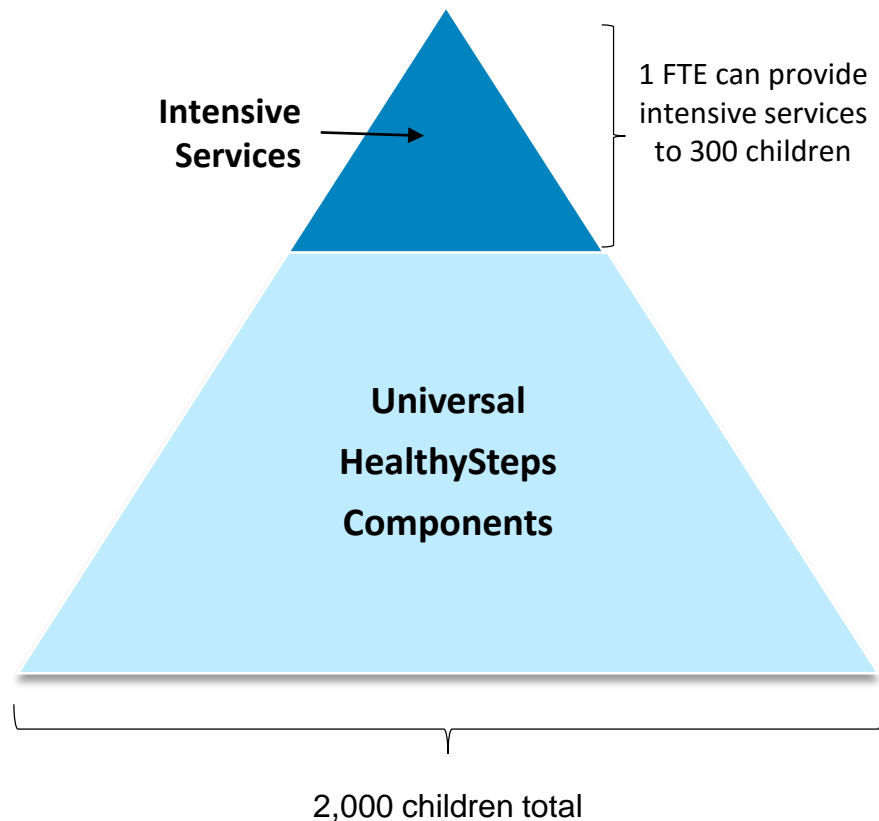 Intensive
Services
1 FTE can provide
intensive services
to 300 children
Universal
HealthySteps
Components
2,000 children total